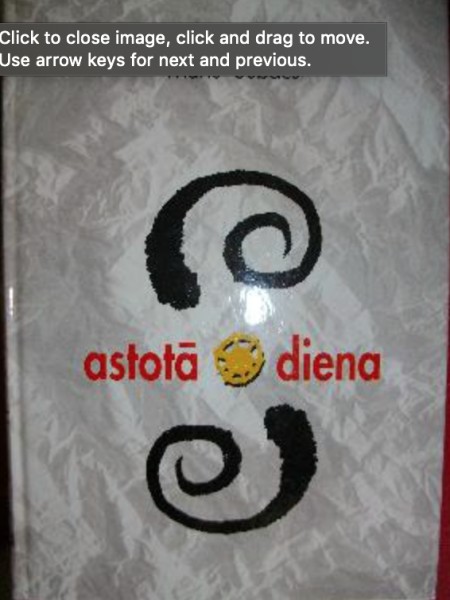 Click to close image, click and drag to move.
Use arrow keys for next and previous.
astotā diena